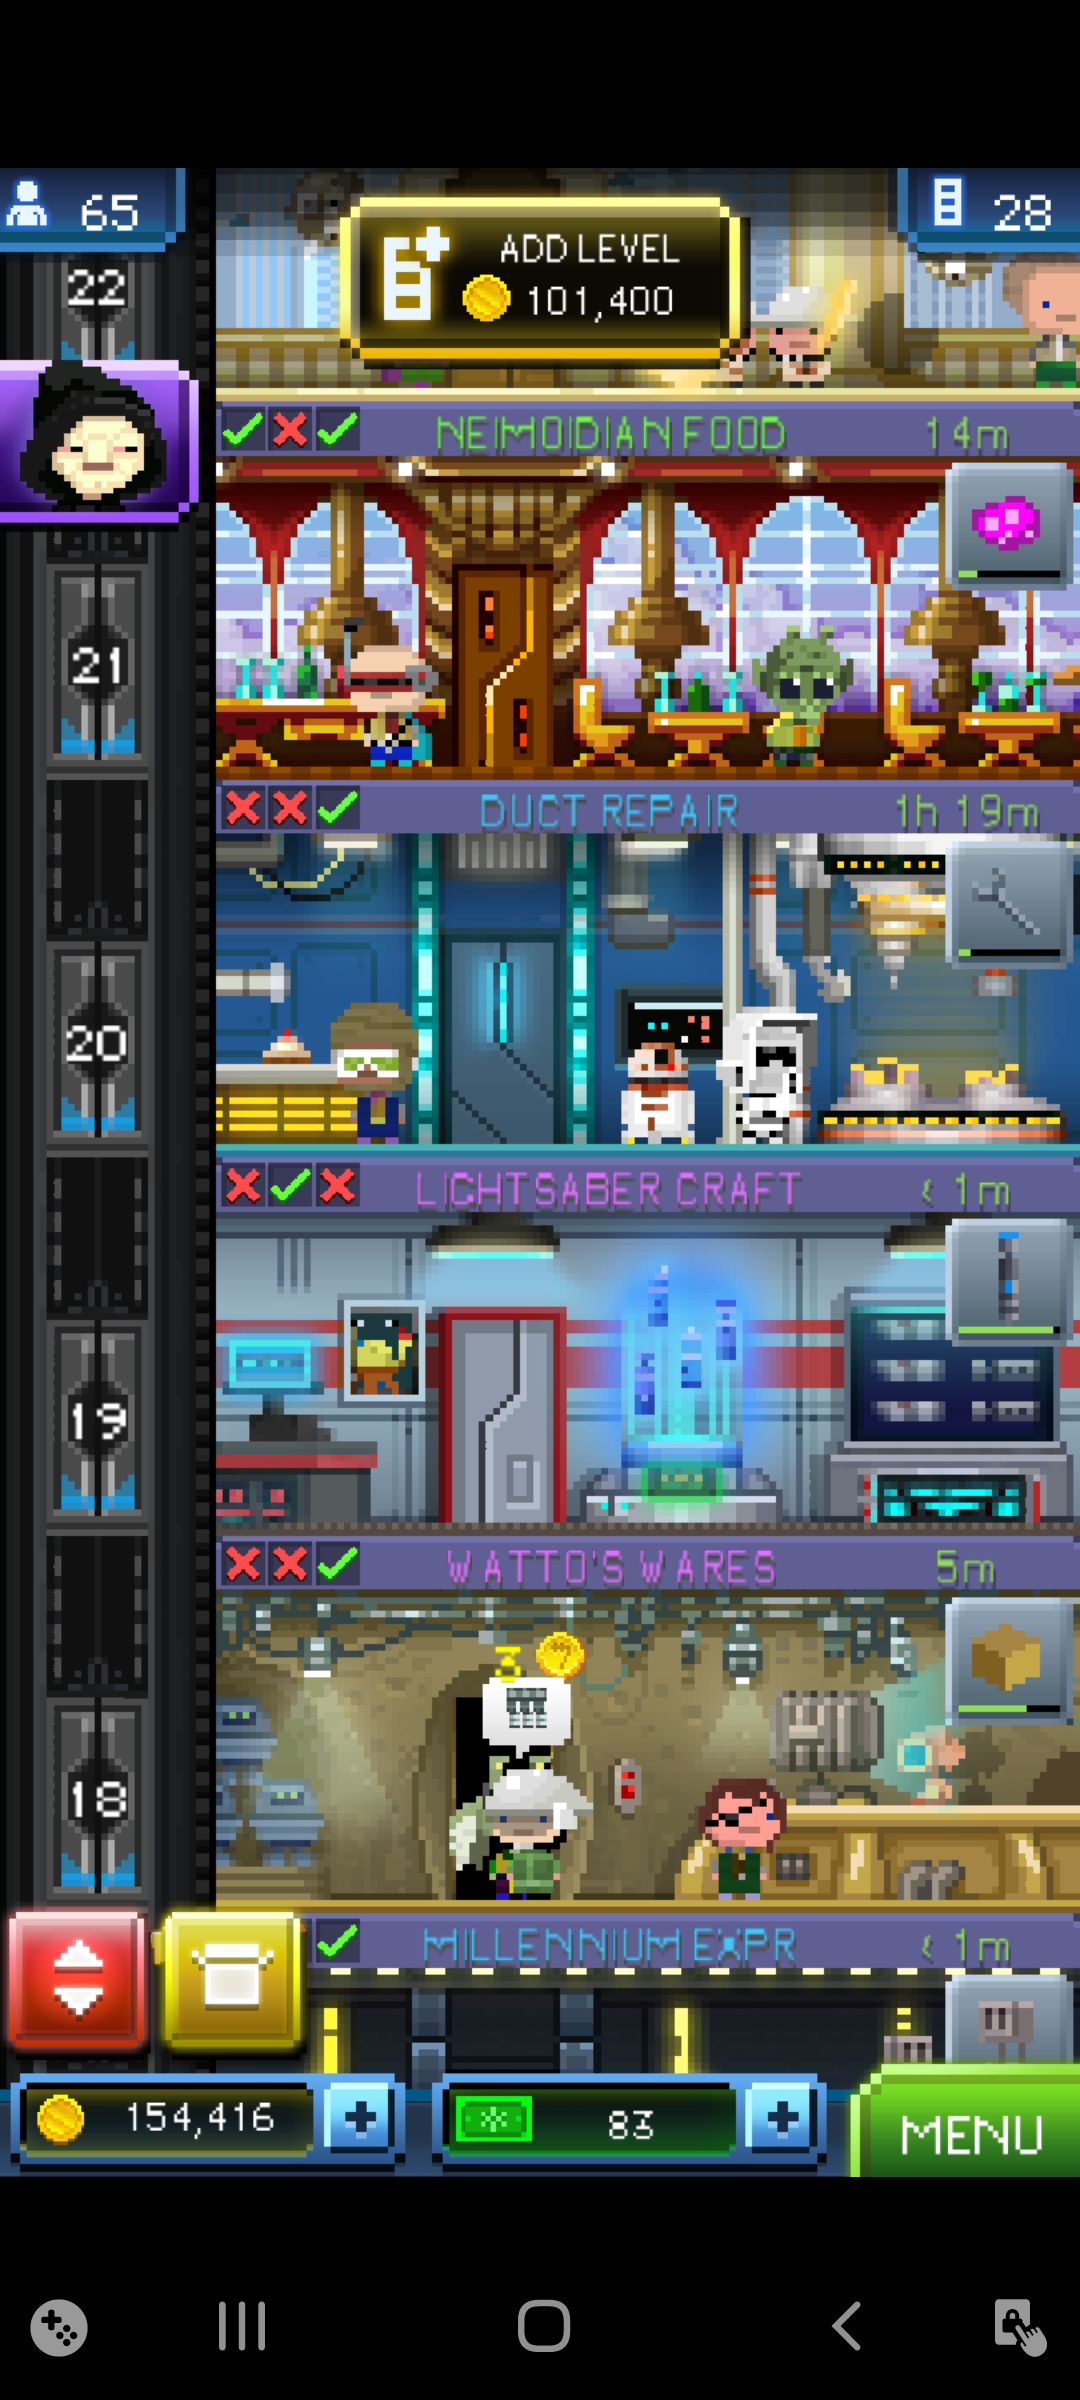 65
28
22
ADD LEVEL
101,400
NEIMOIDIAN FOOD 14m
21
DUCT REPAIR 1h 19m
20
LIGHTSABER CRAFT < 1m
19
WATTO'S WARES 5m
3
18
MILLENNIUM EXPR < 1m
154,416
83
MENU